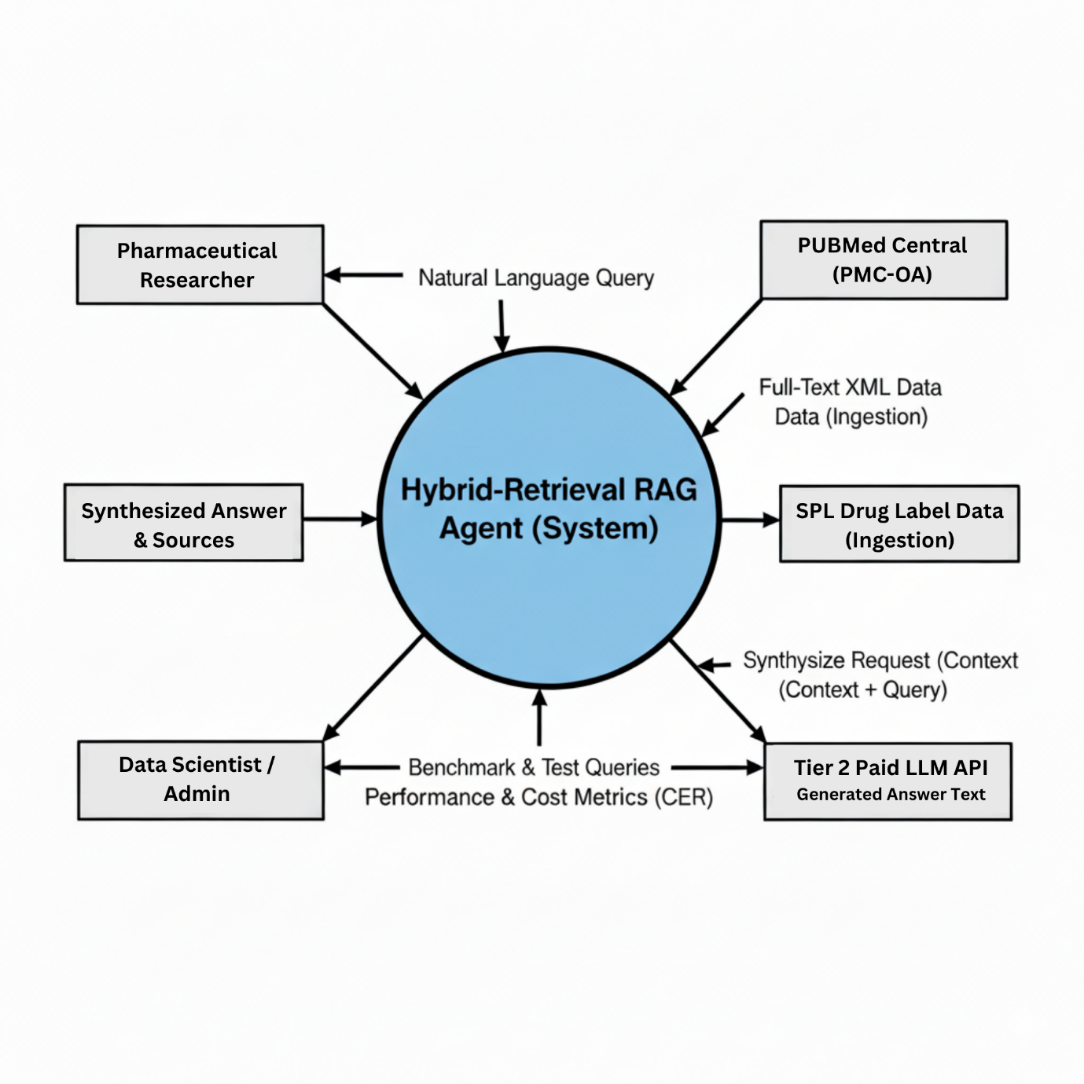 Pharmaceutical
Researcher
Natural Language Query
PUBMed Central
(PMC-OA)
Full-Text XML Data
Data (Ingestion)
Synthesized Answer
& Sources
Hybrid-Retrieval RAG
Agent (System)
SPL Drug Label Data
(Ingestion)
Synthysize Request (Context
(Context + Query)
Data Scientist /
Admin
Benchmark & Test Queries
Performance & Cost Metrics (CER)
Tier 2 Paid LLM API
Generated Answer Text